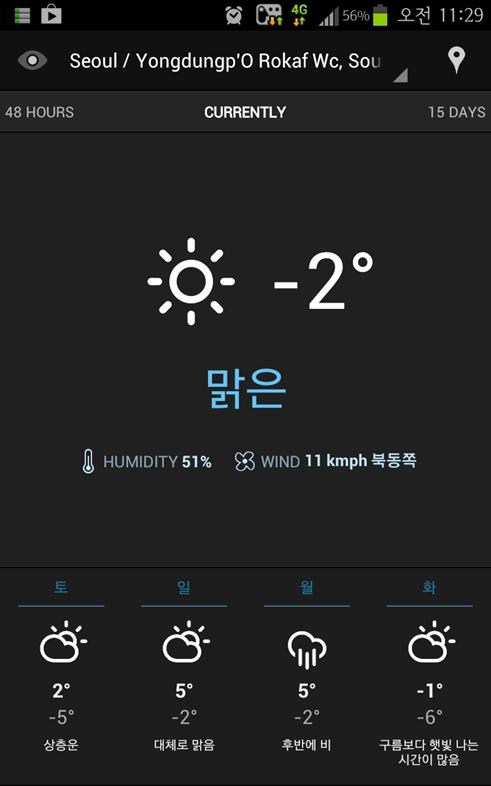 4G 56% 오전 11:29
Seoul / Yongdungp'O Rokaf Wc, Sou
48 HOURS CURRENTLY 15 DAYS
-2°
맑은
HUMIDITY 51% WIND 11 kmph 북동쪽
토 일 월 화
2° 5° 5° -1°
-5° -2° -2° -6°
상층운 대체로 맑음 후반에 비 구름보다 햇빛 나는
시간이 많음